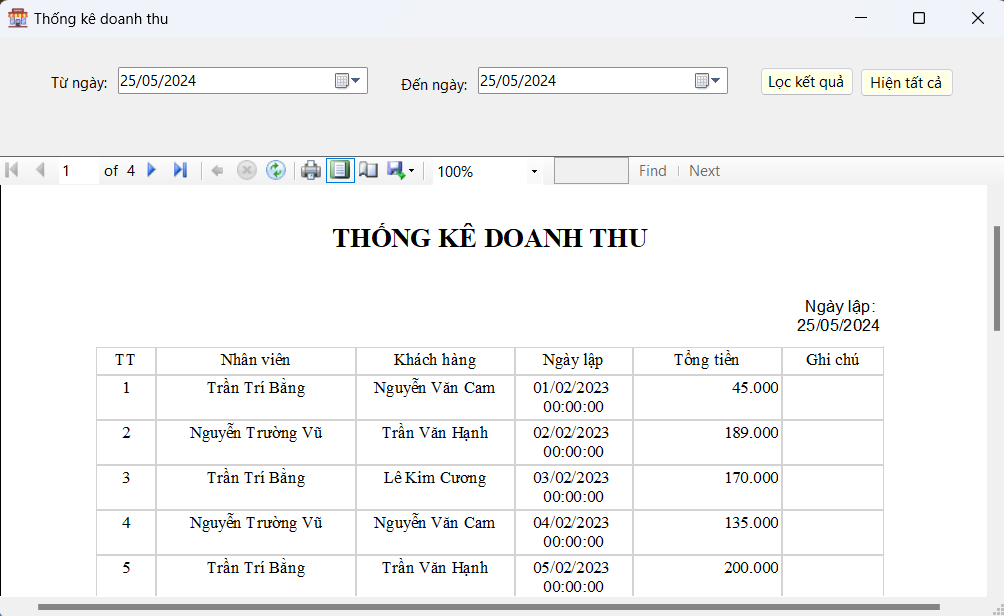 Thống kê doanh thu
Từ ngày: 25/05/2024 Đến ngày: 25/05/2024 Lọc kết quả Hiện tất cả
1 of 4 100% Find Next
THỐNG KÊ DOANH THU
Ngày lập:
25/05/2024
TT Nhân viên Khách hàng Ngày lập Tổng tiền Ghi chú
1 Trần Trí Bằng Nguyễn Văn Cam 01/02/2023 45.000
00:00:00
2 Nguyễn Trường Vũ Trần Văn Hạnh 02/02/2023 189.000
00:00:00
3 Trần Trí Bằng Lê Kim Cương 03/02/2023 170.000
00:00:00
4 Nguyễn Trường Vũ Nguyễn Văn Cam 04/02/2023 135.000
00:00:00
5 Trần Trí Bằng Trần Văn Hạnh 05/02/2023 200.000
00:00:00